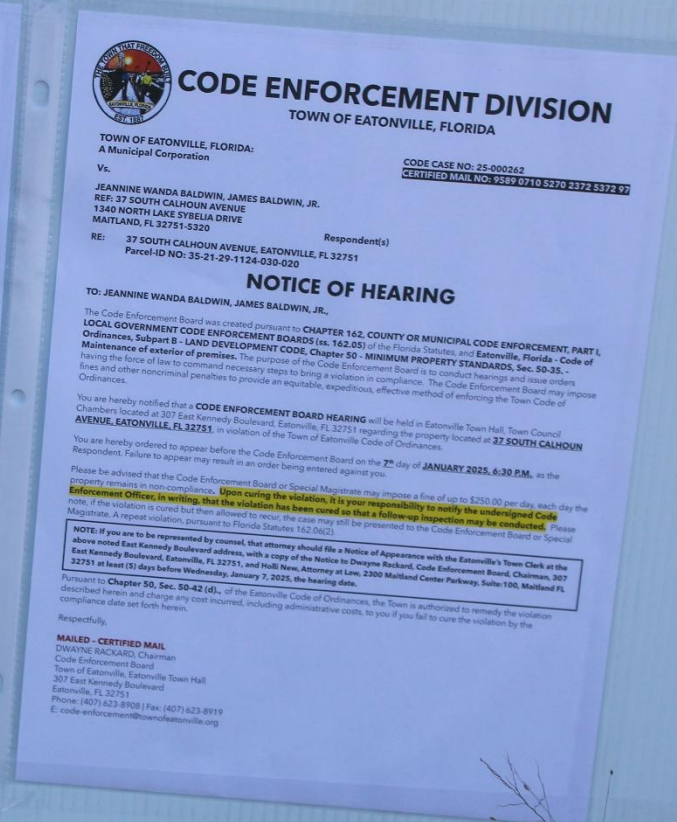 THE TOWN THAT FREEDOM BUILT
EATONVILLE, FLORIDA
EST. 1887
CODE ENFORCEMENT DIVISION
TOWN OF EATONVILLE, FLORIDA
TOWN OF EATONVILLE, FLORIDA:
A Municipal Corporation
CODE CASE NO: 25-000262
CERTIFIED MAIL NO: 9589 0710 5270 2372 5372 97
Vs.
JEANNINE WANDA BALDWIN, JAMES BALDWIN, JR.
REF: 37 SOUTH CALHOUN AVENUE
1340 NORTH LAKE SYBELIA DRIVE
MAITLAND, FL 32751-5320
Respondent(s)
RE: 37 SOUTH CALHOUN AVENUE, EATONVILLE, FL 32751
Parcel-ID NO: 35-21-29-1124-030-020
NOTICE OF HEARING
TO: JEANNINE WANDA BALDWIN, JAMES BALDWIN, JR.,
The Code Enforcement Board was created pursuant to CHAPTER 162, COUNTY OR MUNICIPAL CODE ENFORCEMENT, PART I,
LOCAL GOVERNMENT CODE ENFORCEMENT BOARDS (ss. 162.05) of the Florida Statutes, and Eatonville, Florida - Code of
Ordinances, Subpart B - LAND DEVELOPMENT CODE, Chapter 50 - MINIMUM PROPERTY STANDARDS, Sec. 50-35. -
Maintenance of exterior of premises. The purpose of the Code Enforcement Board is to conduct hearings and issue orders
having the force of law to command necessary steps to bring a violation in compliance. The Code Enforcement Board may impose
fines and other noncriminal penalties to provide an equitable, expeditious, effective method of enforcing the Town Code of
Ordinances.
You are hereby notified that a CODE ENFORCEMENT BOARD HEARING will be held in Eatonville Town Hall, Town Council
Chambers located at 307 East Kennedy Boulevard, Eatonville, FL 32751 regarding the property located at 37 SOUTH CALHOUN
AVENUE, EATONVILLE, FL 32751, in violation of the Town of Eatonville Code of Ordinances.
You are hereby ordered to appear before the Code Enforcement Board on the 7th day of JANUARY 2025, 6:30 P.M., as the
Respondent. Failure to appear may result in an order being entered against you.
Please be advised that the Code Enforcement Board or Special Magistrate may impose a fine of up to $250.00 per day, each day the
property remains in non-compliance. Upon curing the violation, it is your responsibility to notify the undersigned Code
Enforcement Officer, in writing, that the violation has been cured so that a follow-up inspection may be conducted. Please
note, if the violation is cured but then allowed to recur, the case may still be presented to the Code Enforcement Board or Special
Magistrate. A repeat violation, pursuant to Florida Statutes 162.06(2).
NOTE: If you are to be represented by counsel, that attorney should file a Notice of Appearance with the Eatonville's Town Clerk at the
above noted East Kennedy Boulevard address, with a copy of the Notice to Dwayne Rackard, Code Enforcement Board, Chairman, 307
East Kennedy Boulevard, Eatonville, FL 32751, and Holli New, Attorney at Law, 2300 Maitland Center Parkway, Suite:100, Maitland FL
32751 at least (5) days before Wednesday, January 7, 2025, the hearing date.
Pursuant to Chapter 50, Sec. 50-42 (d)., of the Eatonville Code of Ordinances, the Town is authorized to remedy the violation
described herein and charge any cost incurred, including administrative costs, to you if you fail to cure the violation by the
compliance date set forth herein.
Respectfully,
MAILED - CERTIFIED MAIL
DWAYNE RACKARD, Chairman
Code Enforcement Board
Town of Eatonville, Eatonville Town Hall
307 East Kennedy Boulevard
Eatonville, FL 32751
Phone: (407) 623-8908 | Fax: (407) 623-8919
E: code-enforcement@townofeatonville.org